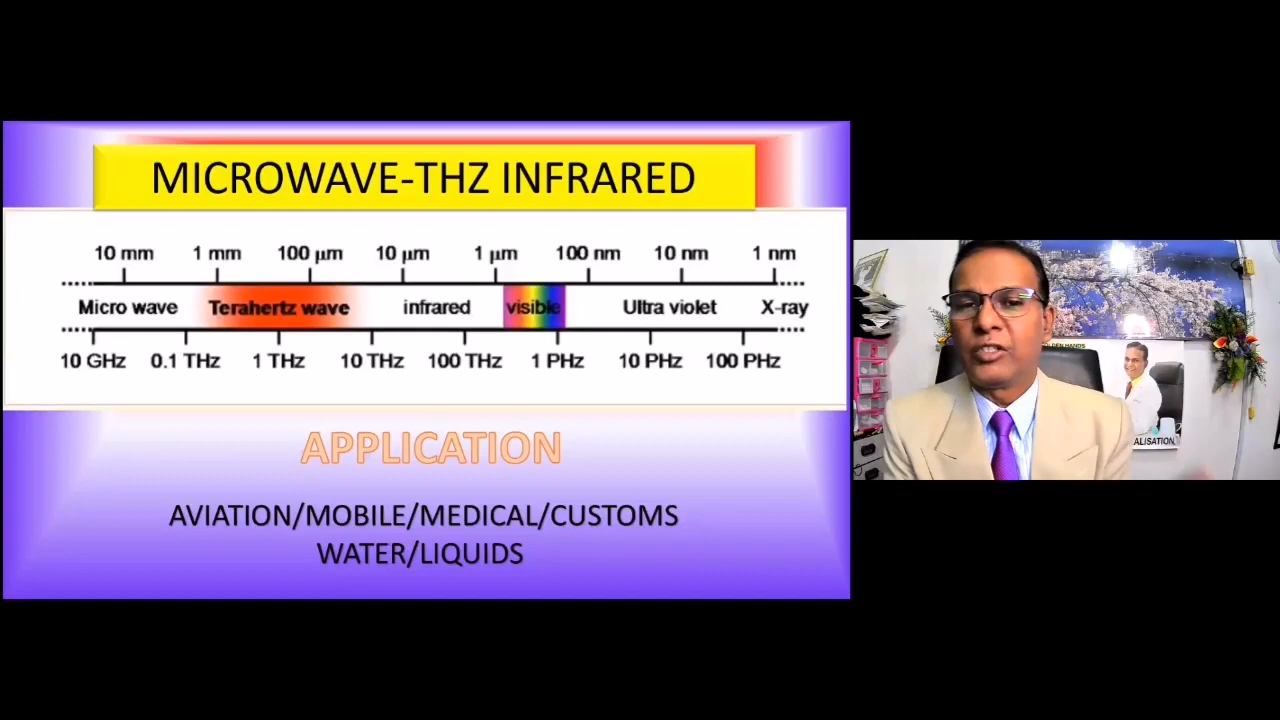 MICROWAVE-THZ INFRARED
10 mm 1 mm 100 μm 10 μm 1 μm 100 nm 10 nm 1 nm
Micro wave Terahertz wave infrared visible Ultra violet X-ray
10 GHz 0.1 THz 1 THz 10 THz 100 THz 1 PHz 10 PHz 100 PHz
APPLICATION
AVIATION/MOBILE/MEDICAL/CUSTOMS
WATER/LIQUIDS
HANDS
ALISATION